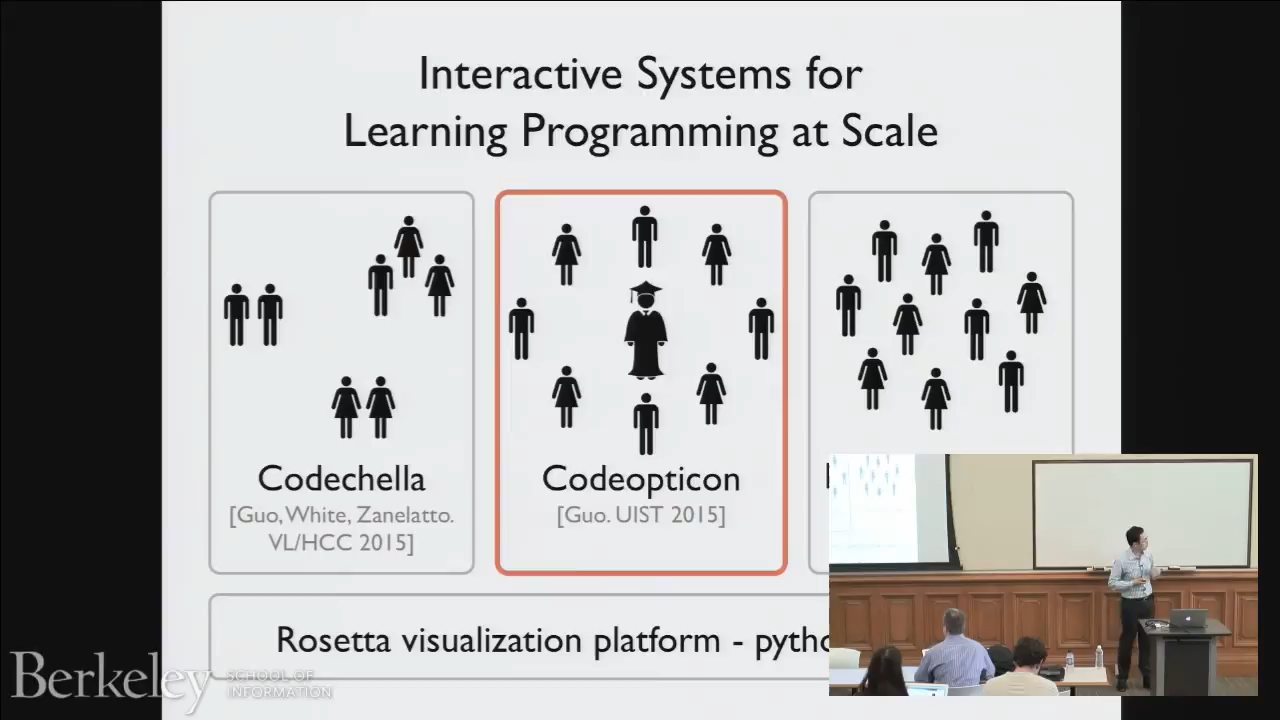 Interactive Systems for
Learning Programming at Scale
Codechella
[Guo, White, Zanelatto.
VL/HCC 2015]
Codeopticon
[Guo. UIST 2015]
Rosetta visualization platform -
Berkeley
SCHOOL OF
INFORMATION